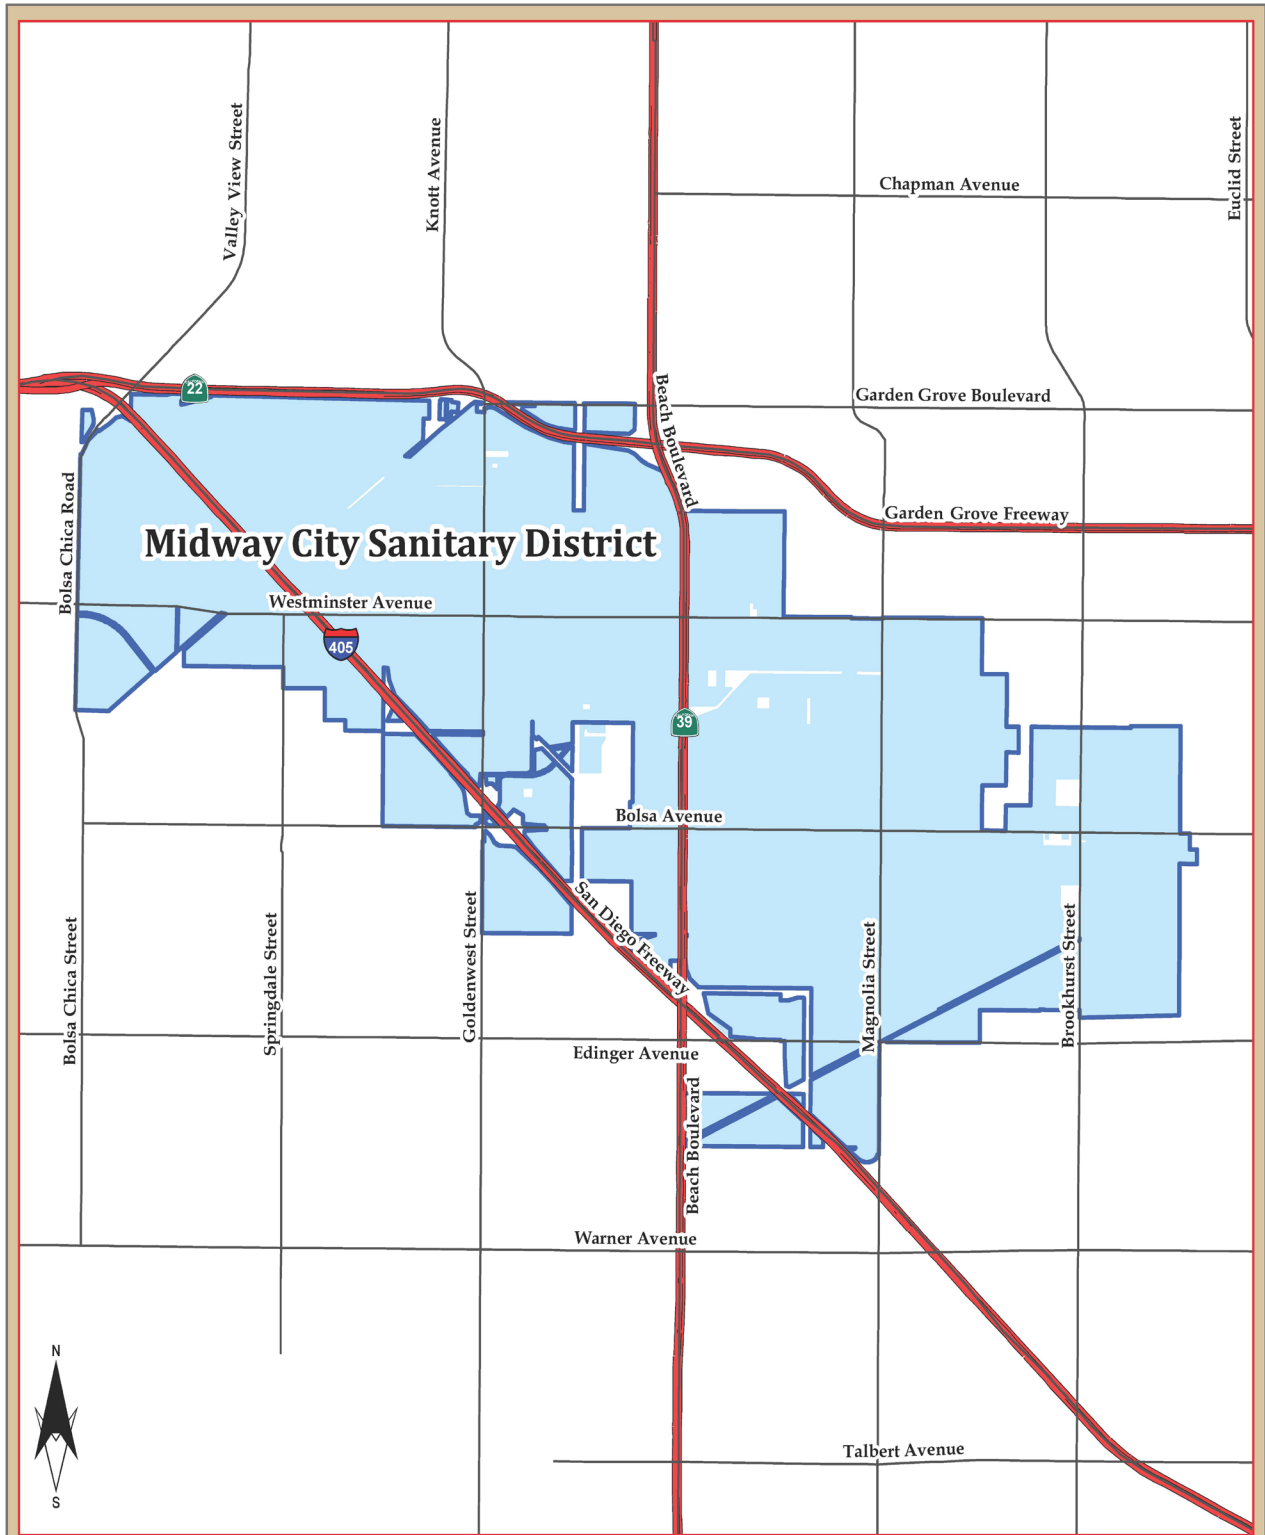 Valley View Street
Knott Avenue
Euclid Street
Chapman Avenue
22
Beach Boulevard
Garden Grove Boulevard
Bolsa Chica Road
Garden Grove Freeway
Midway City Sanitary District
Westminster Avenue
405
39
Bolsa Avenue
San Diego Freeway
Bolsa Chica Street
Springdale Street
Goldenwest Street
Magnolia Street
Brookhurst Street
Edinger Avenue
Beach Boulevard
Warner Avenue
N
S
Talbert Avenue